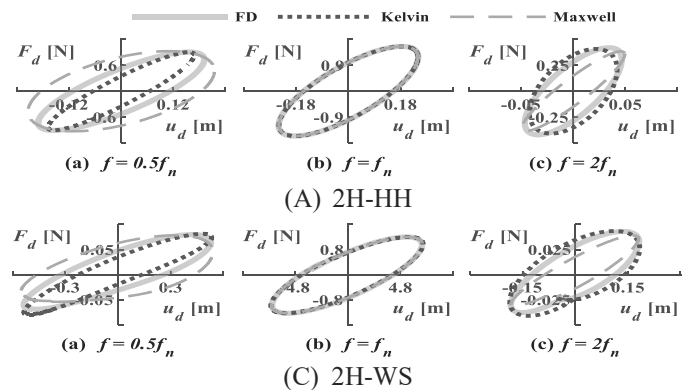 FD Kelvin Maxwell
F_d [N] F_d [N] F_d [N]
0.6 0.9 0.25
-0.12 0.12 -0.18 0.18 -0.05 0.05
-0.6 -0.9 -0.25
u_d [m] u_d [m] u_d [m]
(a) f = 0.5f_n (b) f = f_n (c) f = 2f_n
(A) 2H-HH
F_d [N] F_d [N] F_d [N]
0.05 0.8 0.025
-0.3 0.3 -4.8 4.8 -0.15 0.15
-0.05 -0.8 -0.025
u_d [m] u_d [m] u_d [m]
(a) f = 0.5f_n (b) f = f_n (c) f = 2f_n
(C) 2H-WS